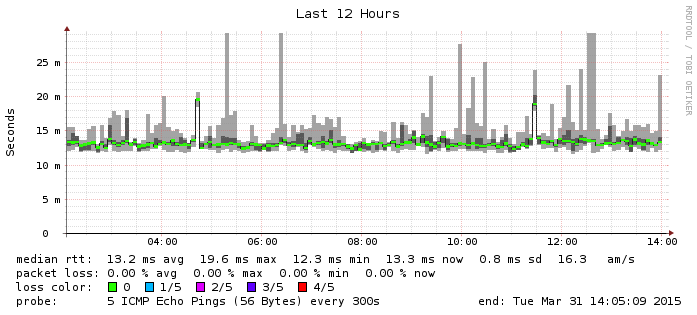 Last 12 Hours
RRDTOOL / TOBI OETIKER
Seconds
25 m
20 m
15 m
10 m
5 m
0
04:00 06:00 08:00 10:00 12:00 14:00
median rtt: 13.2 ms avg 19.6 ms max 12.3 ms min 13.3 ms now 0.8 ms sd 16.3 am/s
packet loss: 0.00 % avg 0.00 % max 0.00 % min 0.00 % now
loss color: 0 1/5 2/5 3/5 4/5
probe: 5 ICMP Echo Pings (56 Bytes) every 300s end: Tue Mar 31 14:05:09 2015